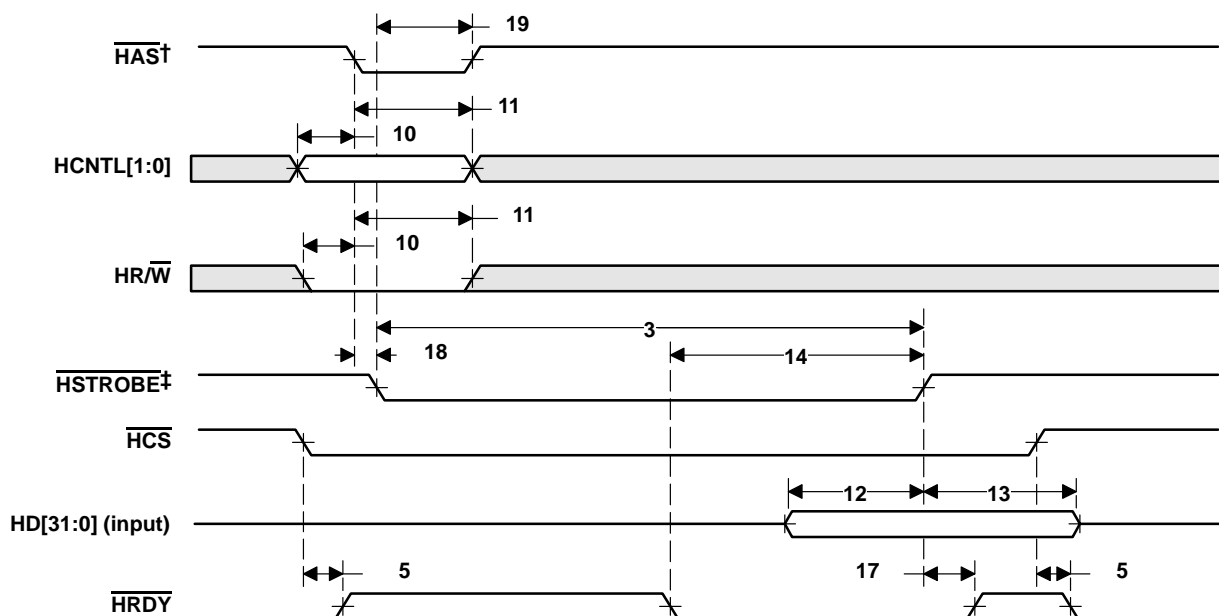 19
HAS†
11
10
HCNTL[1:0]
11
10
HR/W
3
18
14
HSTROBE‡
HCS
12
13
HD[31:0] (input)
5
17
5
HRDY